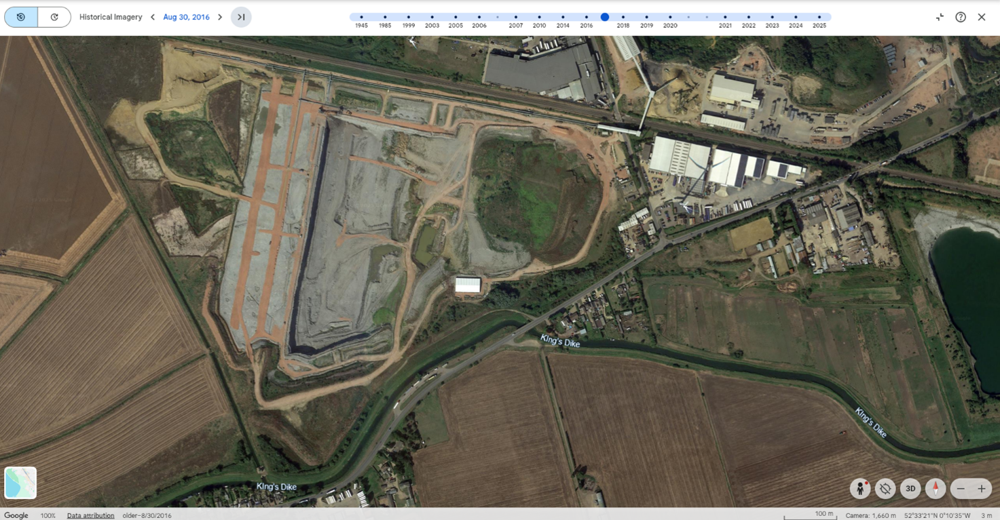 Historical Imagery
Aug 30, 2016
1945
1985
1999
2003
2005
2006
2007
2010
2014
2016
2018
2019
2020
2021
2022
2023
2024
2025
KIng's Dike
KIng's Dike
KIng's Dike
3D
100 m
Google
100%
Data attribution
older–8/30/2016
Camera: 1,660 m
52°33'21"N 0°10'35"W
3 m